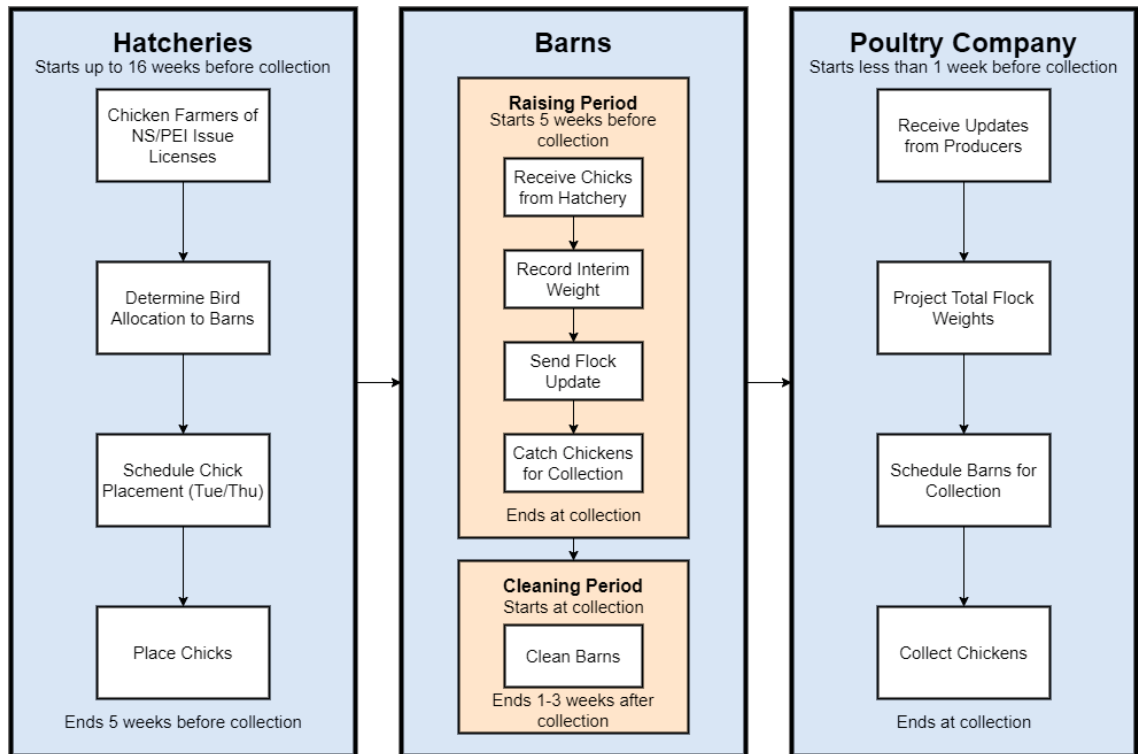 Hatcheries
Starts up to 16 weeks before collection
Chicken Farmers of
NS/PEI Issue
Licenses
Determine Bird
Allocation to Barns
Schedule Chick
Placement (Tue/Thu)
Place Chicks
Ends 5 weeks before collection
Barns
Raising Period
Starts 5 weeks before
collection
Receive Chicks
from Hatchery
Record Interim
Weight
Send Flock
Update
Catch Chickens
for Collection
Ends at collection
Cleaning Period
Starts at collection
Clean Barns
Ends 1-3 weeks after
collection
Poultry Company
Starts less than 1 week before collection
Receive Updates
from Producers
Project Total Flock
Weights
Schedule Barns for
Collection
Collect Chickens
Ends at collection